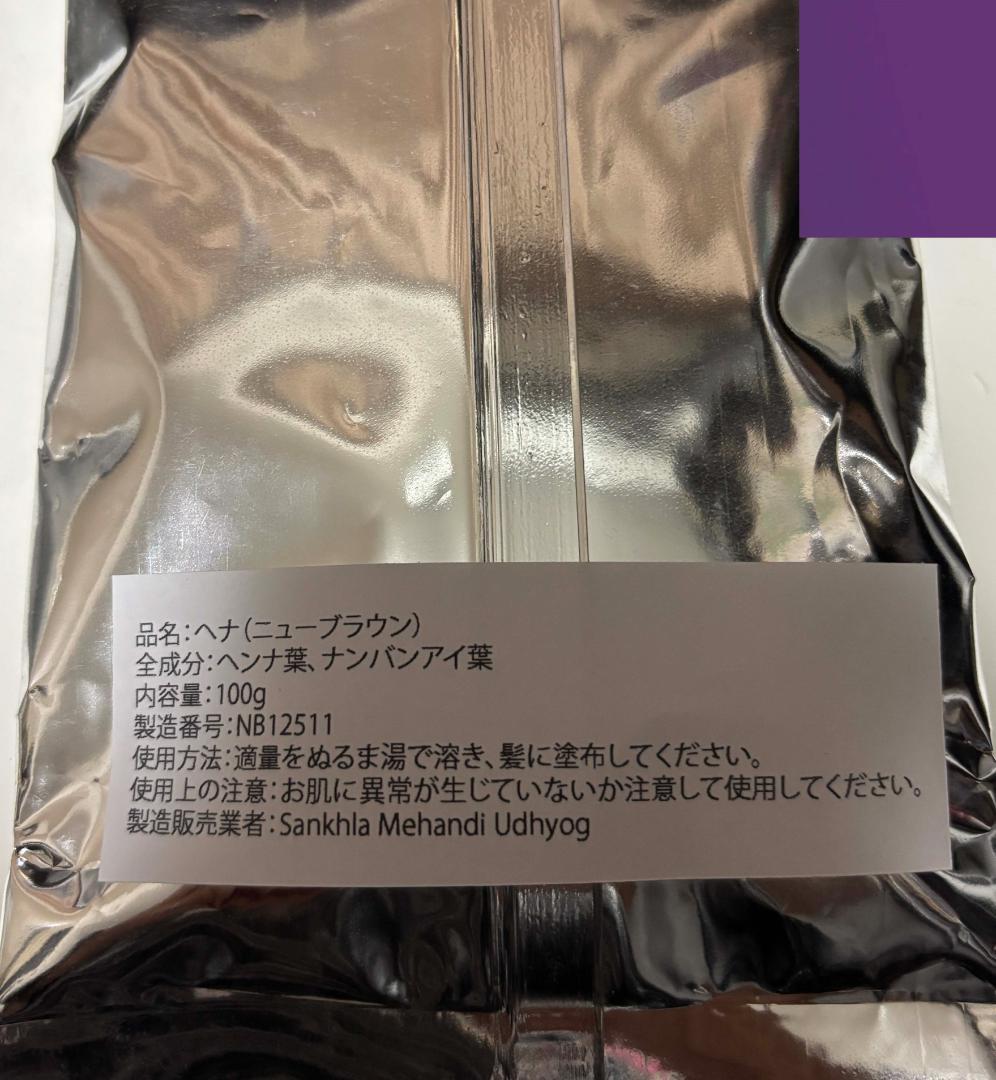 品名：ヘナ（ニューブラウン）
全成分：ヘンナ葉、ナンバンアイ葉
内容量：100g
製造番号：NB12511
使用方法：適量をぬるま湯で溶き、髪に塗布してください。
使用上の注意：お肌に異常が生じていないか注意して使用してください。
製造販売業者：Sankhla Mehandi Udhyog